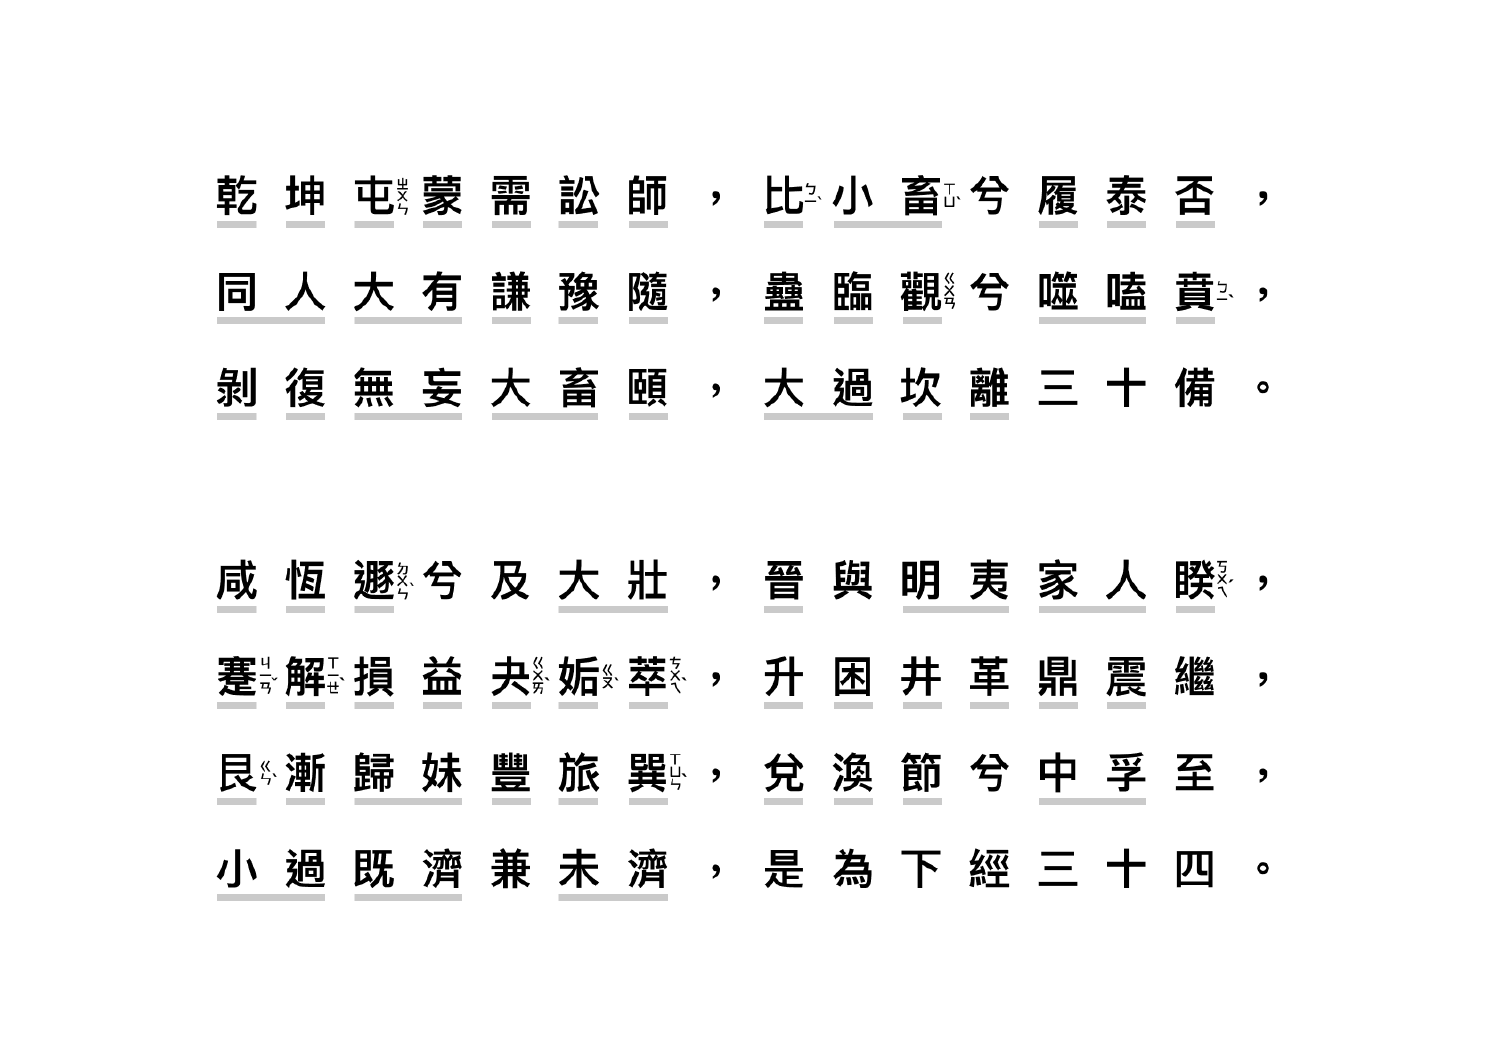 乾坤屯ㄓㄨㄣ蒙需訟師，比ㄅㄧˋ小畜ㄒㄩˋ兮履泰否，
同人大有謙豫隨，蠱臨觀ㄍㄨㄢ兮噬嗑賁ㄅㄧˋ，
剝復無妄大畜頤，大過坎離三十備。
咸恆遯ㄉㄨㄣˋ兮及大壯，晉與明夷家人睽ㄎㄨㄟˊ，
蹇ㄐㄧㄢˇ解ㄒㄧㄝˋ損益夬ㄍㄨㄞˋ姤ㄍㄡˋ萃ㄘㄨㄟˋ，升困井革鼎震繼，
艮ㄍㄣˋ漸歸妹豐旅巽ㄒㄩㄣˋ，兌渙節兮中孚至，
小過既濟兼未濟，是為下經三十四。